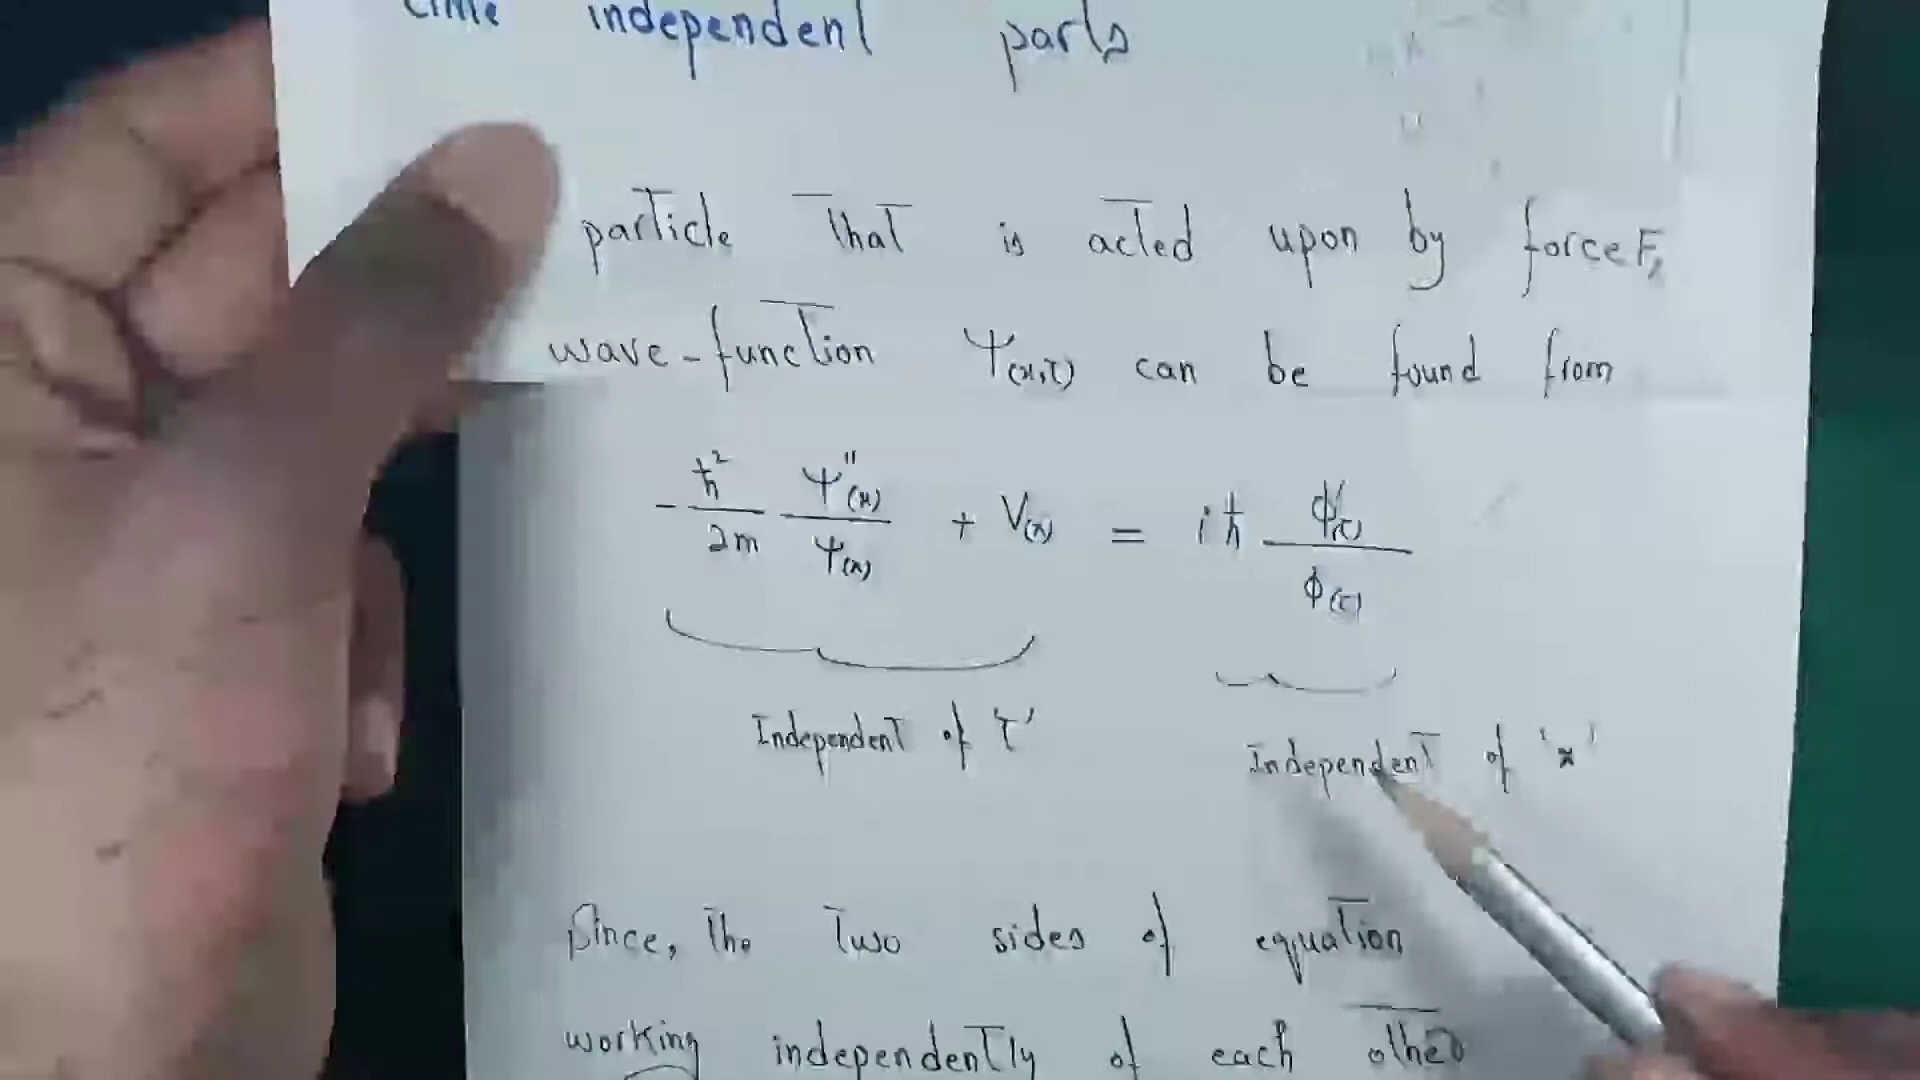 time independent parts
particle that is acted upon by force F,
wave-function Ψ(x,t) can be found from
-ħ²/2m Ψ''(x)/Ψ(x) + V(x) = iħ ϕ'(t)/ϕ(t)
Independent of 't'
Independent of 'x'
Since, the two sides of equation
working independently of each other